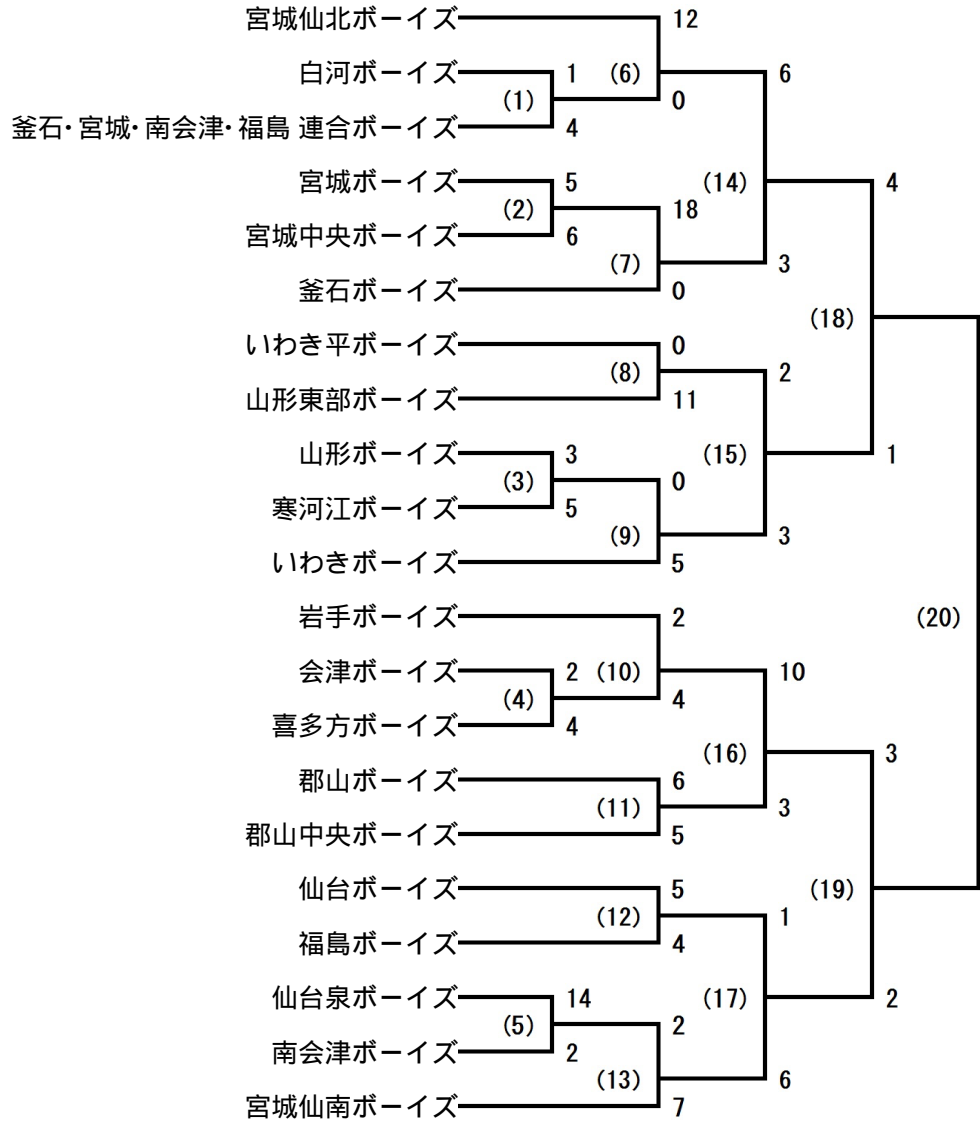 宮城仙北ボーイズ 12
白河ボーイズ 1 (6) 6
(1) 0
釜石・宮城・南会津・福島 連合ボーイズ 4
宮城ボーイズ 5 (14) 4
(2) 18
宮城中央ボーイズ 6
(7) 3
釜石ボーイズ 0
(18)
いわき平ボーイズ 0
(8) 2
山形東部ボーイズ 11
山形ボーイズ 3 (15) 1
(3) 0
寒河江ボーイズ 5
(9) 3
いわきボーイズ 5
岩手ボーイズ 2 (20)
会津ボーイズ 2 (10) 10
(4) 4
喜多方ボーイズ 4
(16) 3
郡山ボーイズ 6
(11) 3
郡山中央ボーイズ 5
仙台ボーイズ 5 (19)
(12) 1
福島ボーイズ 4
仙台泉ボーイズ 14 (17) 2
(5) 2
南会津ボーイズ 2
(13) 6
宮城仙南ボーイズ 7